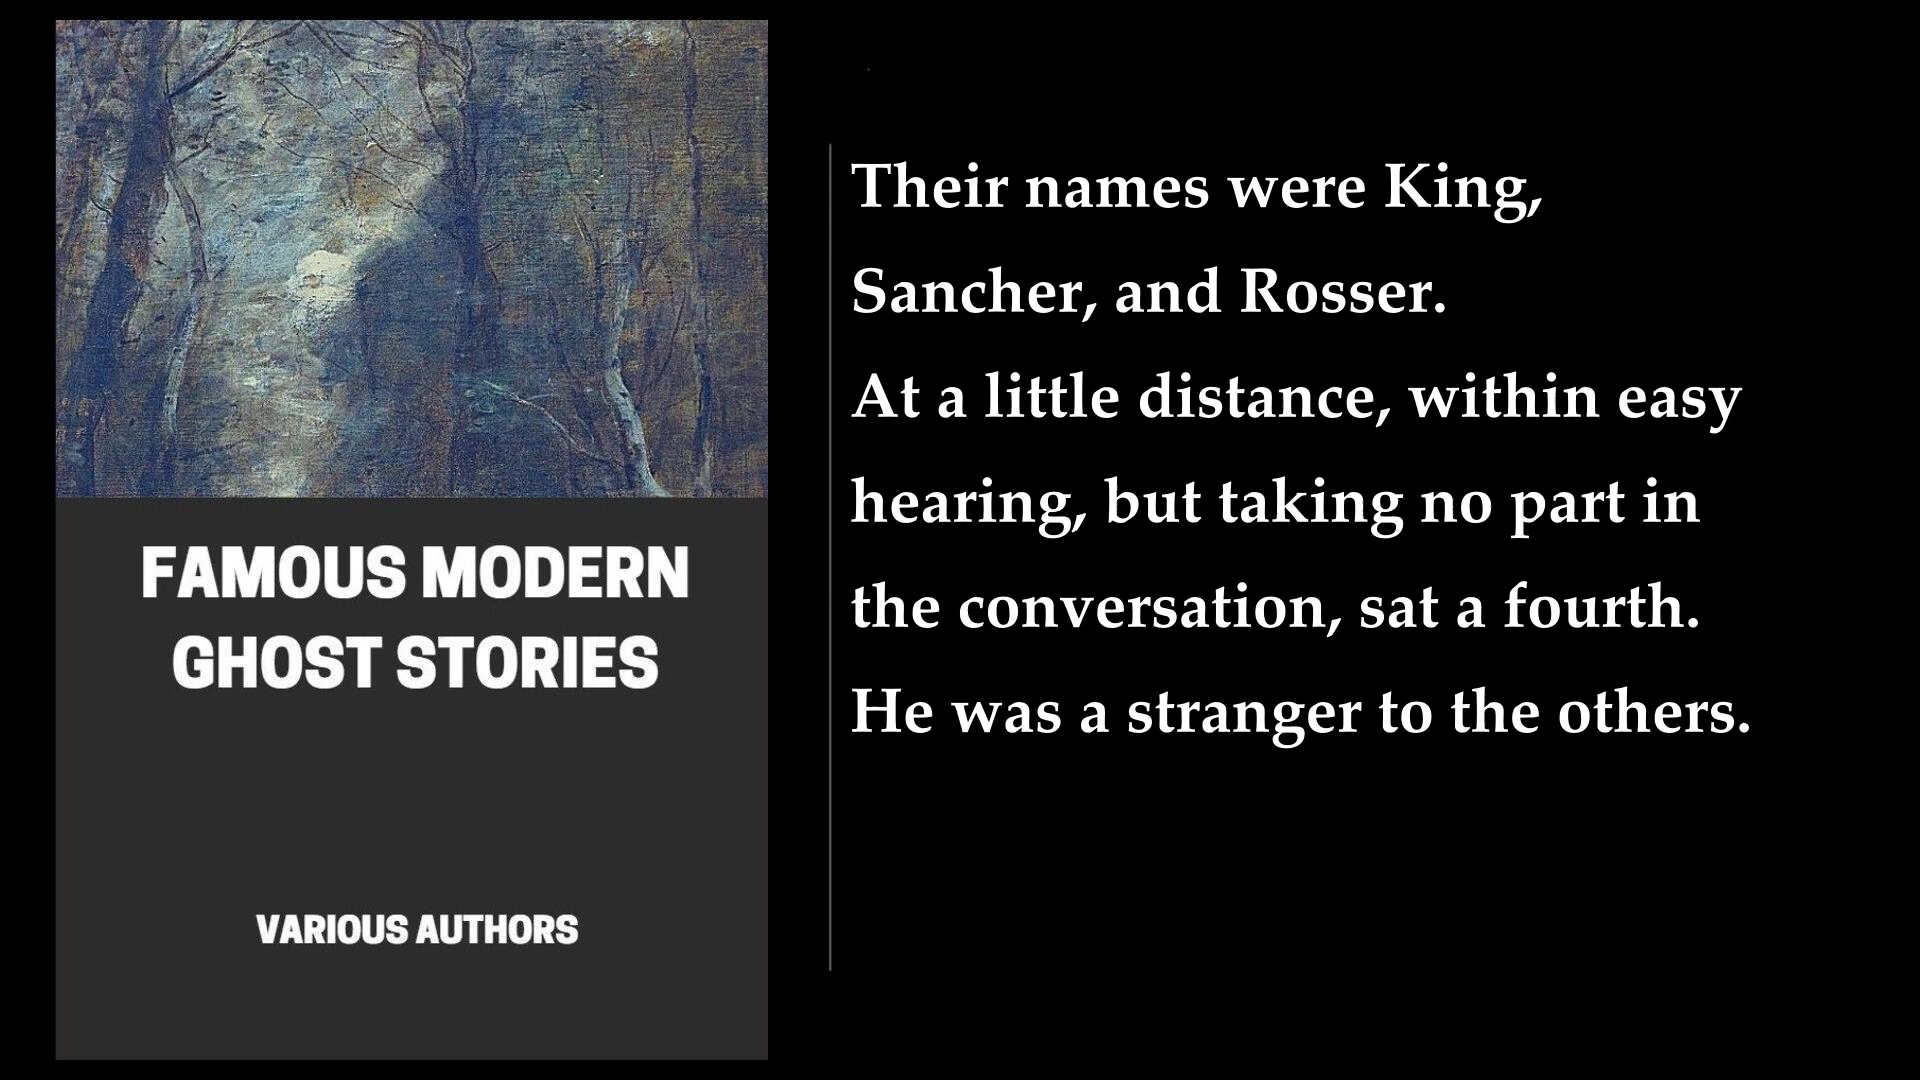 FAMOUS MODERN
GHOST STORIES
VARIOUS AUTHORS
Their names were King,
Sancher, and Rosser.
At a little distance, within easy
hearing, but taking no part in
the conversation, sat a fourth.
He was a stranger to the others.